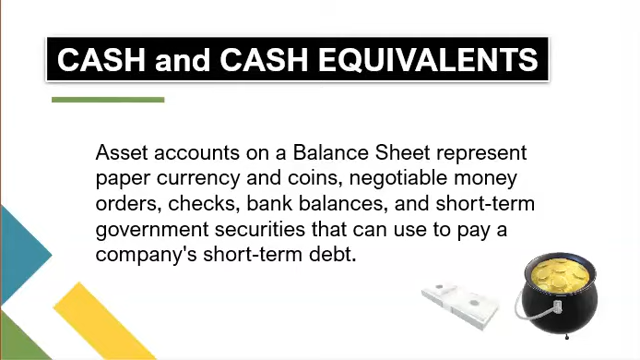 CASH and CASH EQUIVALENTS
Asset accounts on a Balance Sheet represent
paper currency and coins, negotiable money
orders, checks, bank balances, and short-term
government securities that can use to pay a
company's short-term debt.